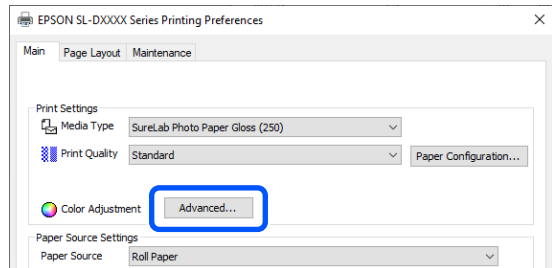 EPSON SL-DXXXX Series Printing Preferences
Main Page Layout Maintenance
Print Settings
Media Type SureLab Photo Paper Gloss (250)
Print Quality Standard Paper Configuration...
Color Adjustment Advanced...
Paper Source Settings
Paper Source Roll Paper